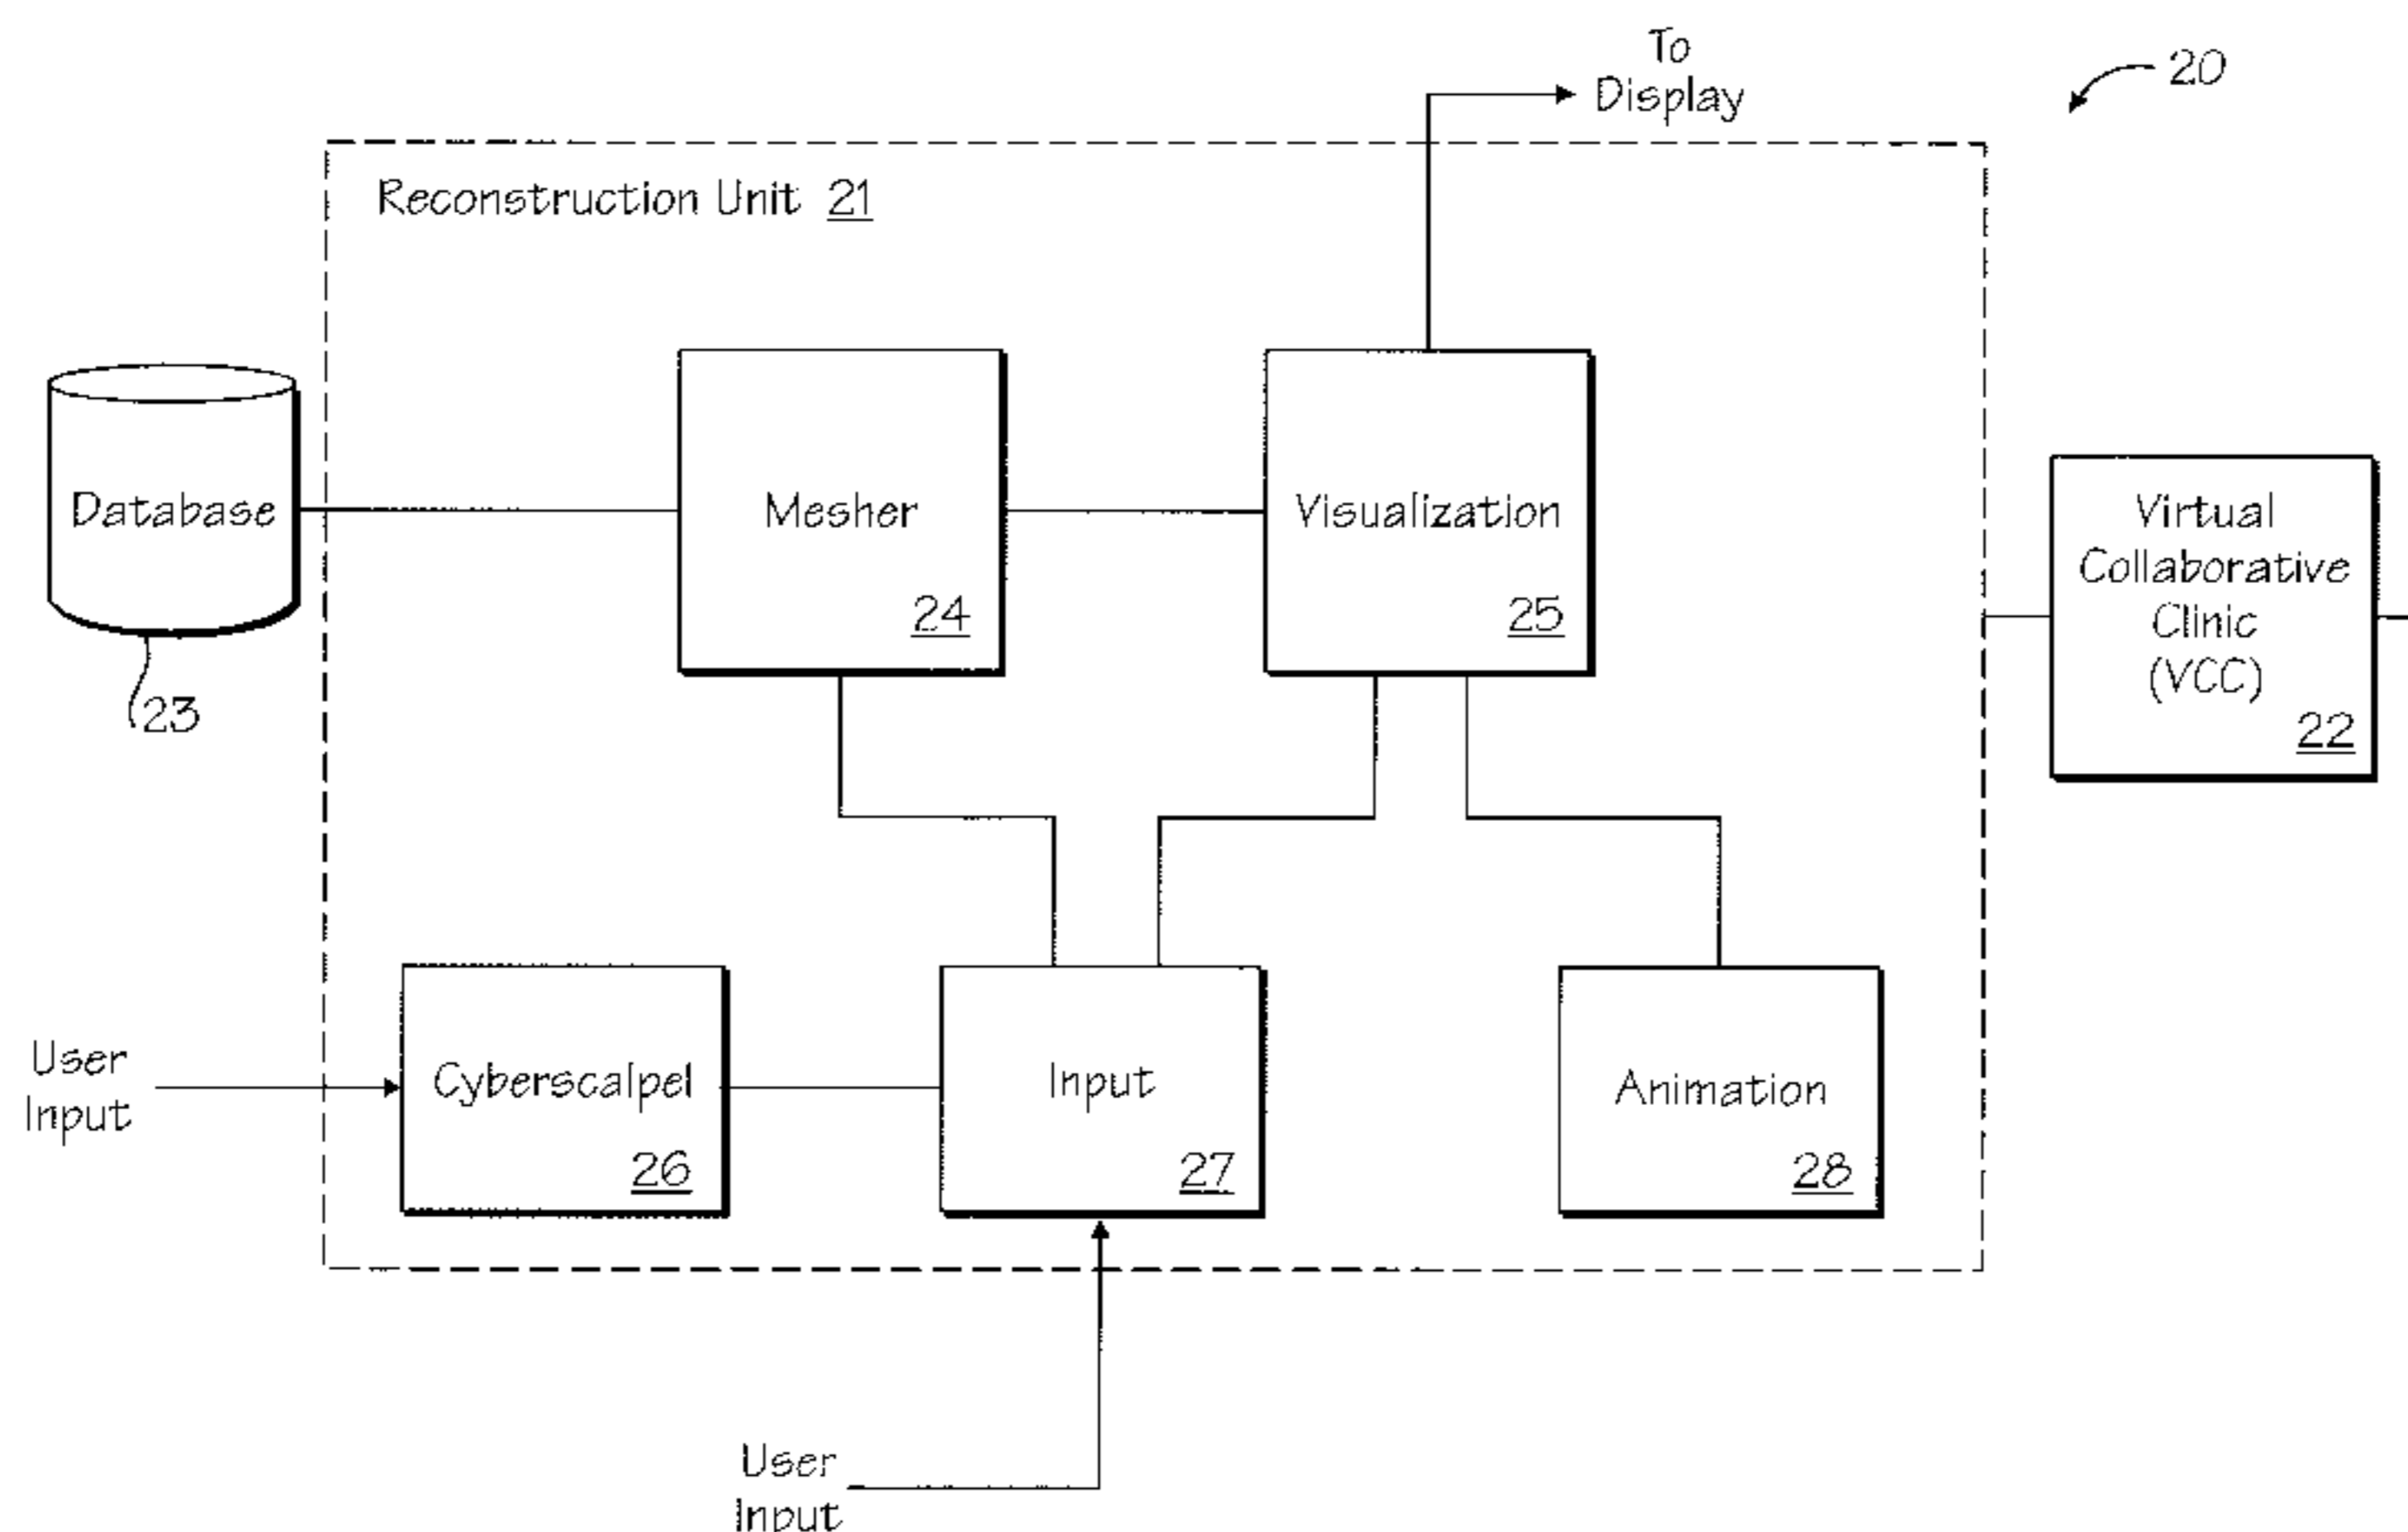 To
Display
20
Reconstruction Unit 21
Database
23
Mesher
24
Visualization
25
Virtual
Collaborative
Clinic
(VCC)
22
User
Input
Cyberscalpel
26
Input
27
Animation
28
User
Input